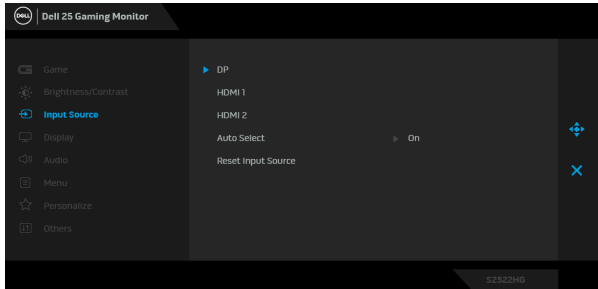 DELL Dell 25 Gaming Monitor
Game
Brightness/Contrast
Input Source
Display
Audio
Menu
Personalize
Others
DP
HDMI 1
HDMI 2
Auto Select On
Reset Input Source
S2522HG